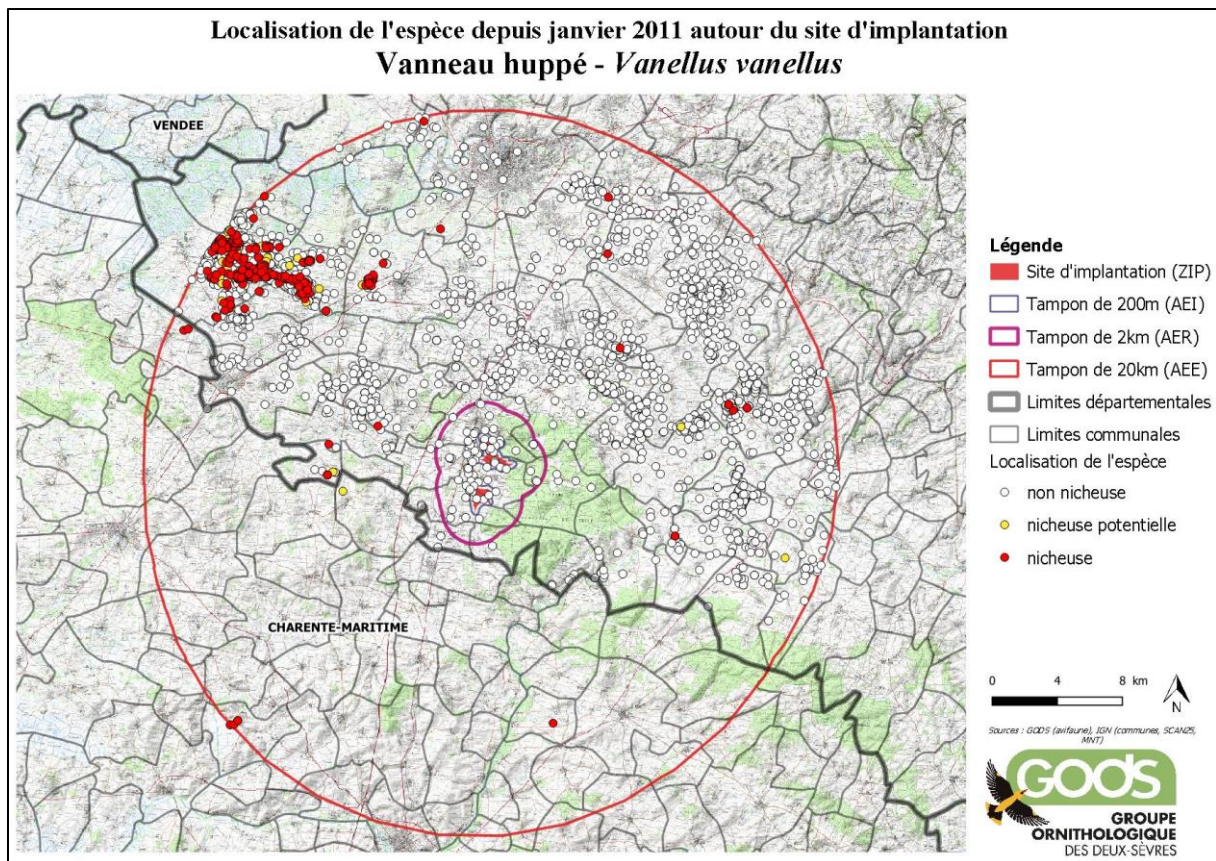 Localisation de l'espèce depuis janvier 2011 autour du site d'implantation
Vanneau huppé - Vanellus vanellus
VENDEE
CHARENTE-MARITIME
Légende
Site d'implantation (ZIP)
Tampon de 200m (AEI)
Tampon de 2km (AER)
Tampon de 20km (AEE)
Limites départementales
Limites communales
Localisation de l'espèce
non nicheuse
nicheuse potentielle
nicheuse
0 4 8 km
N
Sources : GODS (avifaune), IGN (communes, SCAN25,
MNT)
GODS
GROUPE
ORNITHOLOGIQUE
DES DEUX-SÈVRES